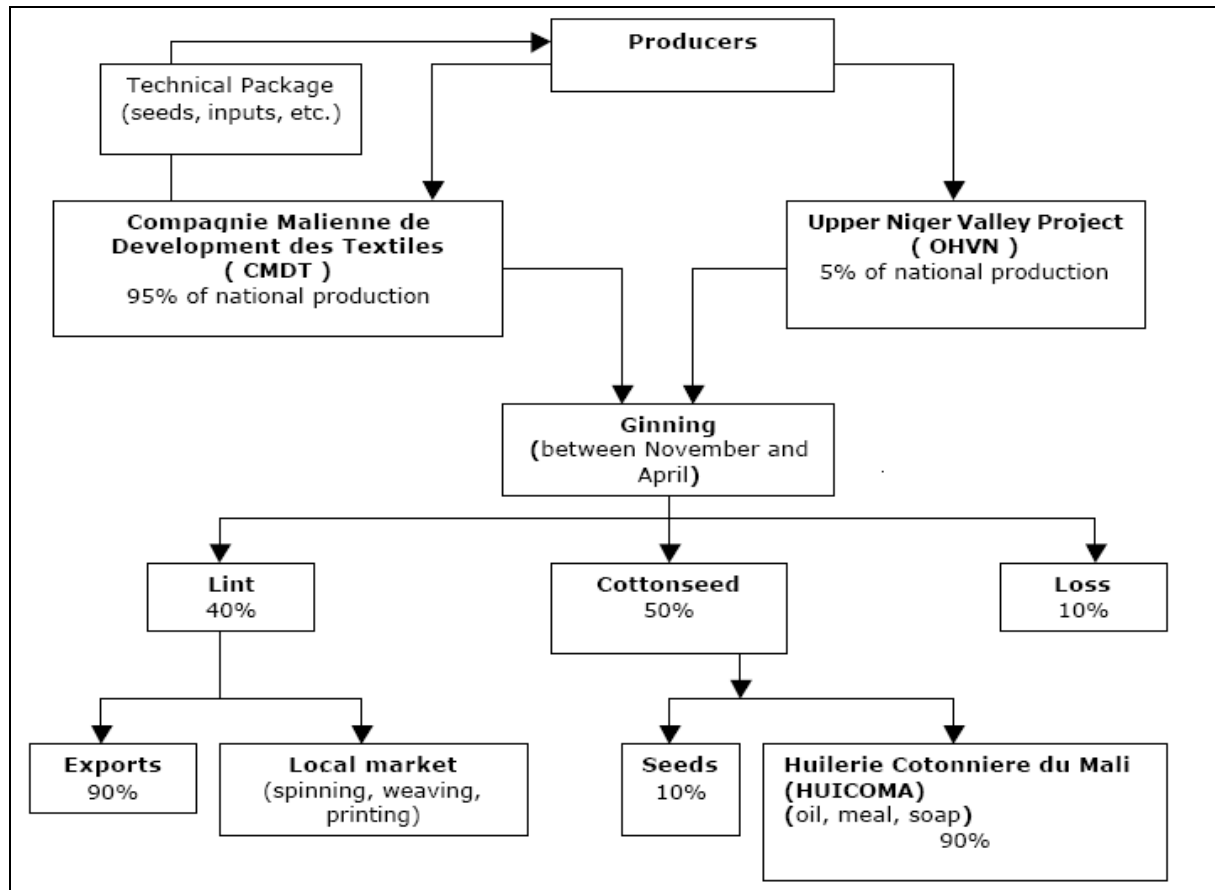 Producers
Technical Package
(seeds, inputs, etc.)
Compagnie Malienne de
Development des Textiles
( CMDT )
95% of national production
Upper Niger Valley Project
( OHVN )
5% of national production
Ginning
(between November and
April)
Lint
40%
Cottonseed
50%
Loss
10%
Exports
90%
Local market
(spinning, weaving,
printing)
Seeds
10%
Huilerie Cotonniere du Mali
(HUICOMA)
(oil, meal, soap)
90%